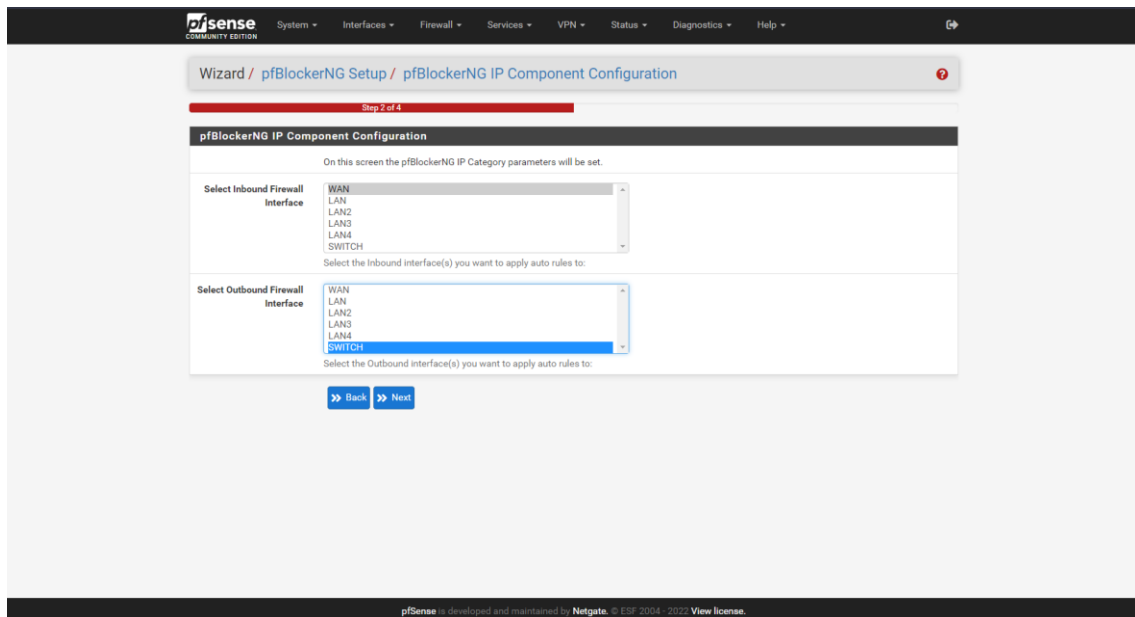 pfsense System Interfaces Firewall Services VPN Status Diagnostics Help
COMMUNITY EDITION
Wizard / pfBlockerNG Setup / pfBlockerNG IP Component Configuration
Step 2 of 4
pfBlockerNG IP Component Configuration
On this screen the pfBlockerNG IP Category parameters will be set.
Select Inbound Firewall
Interface
WAN
LAN
LAN2
LAN3
LAN4
SWITCH
Select the Inbound interface(s) you want to apply auto rules to:
Select Outbound Firewall
Interface
WAN
LAN
LAN2
LAN3
LAN4
SWITCH
Select the Outbound interface(s) you want to apply auto rules to:
Back Next
pfSense is developed and maintained by Netgate. © ESF 2004 - 2022 View license.